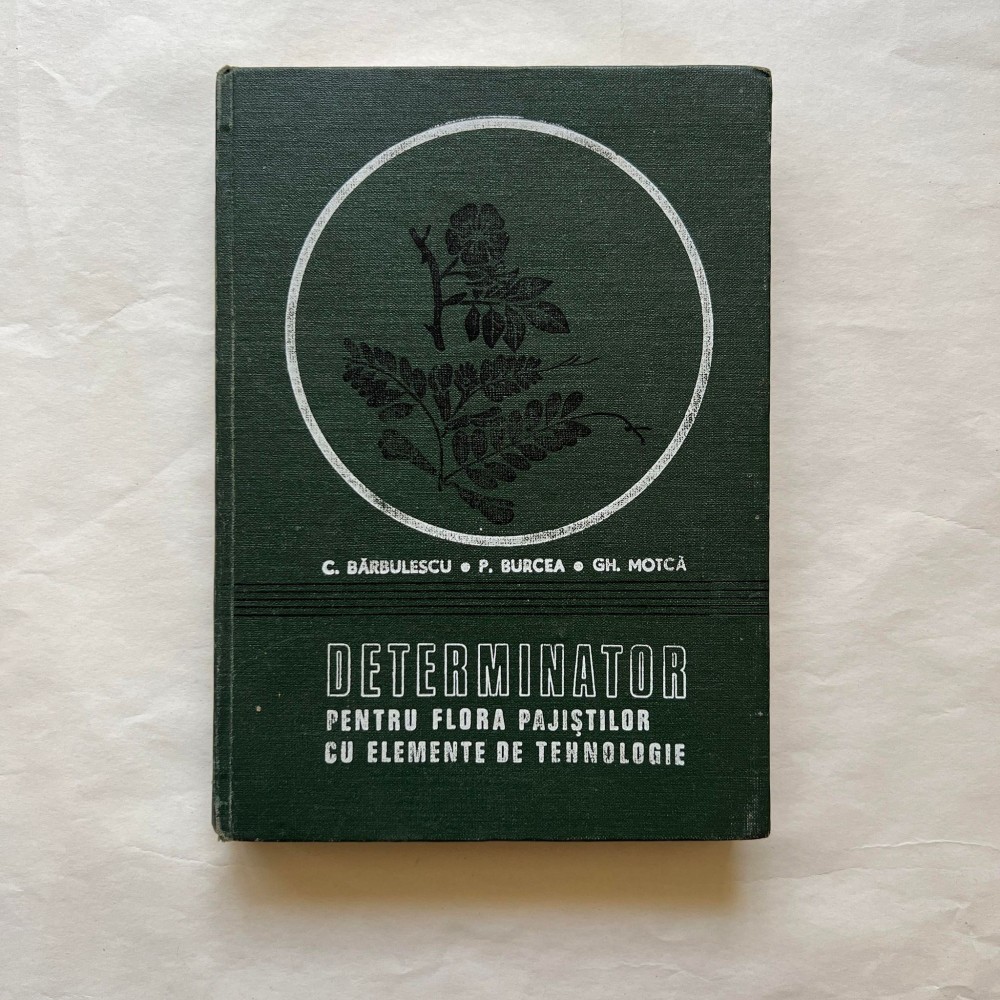 C. BĂRBULESCU • P. BURCEA • GH. MOTCĂ
DETERMINATOR
PENTRU FLORA PAJIȘTILOR
CU ELEMENTE DE TEHNOLOGIE